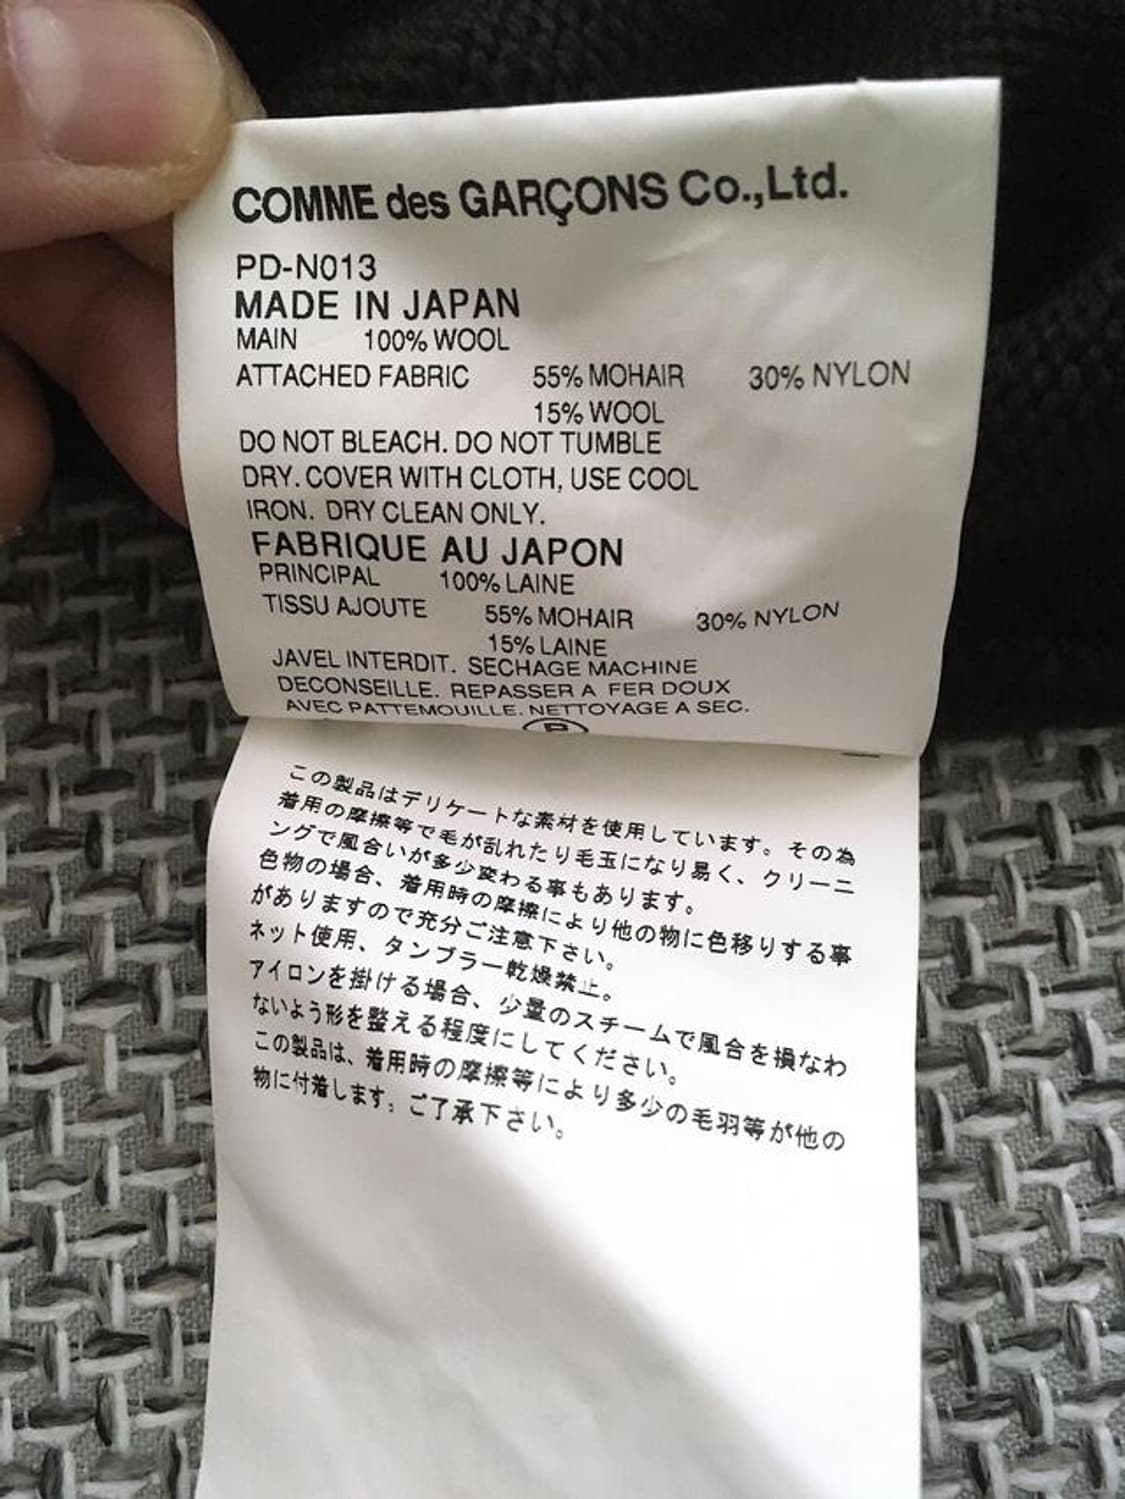 COMME des GARÇONS Co.,Ltd.
PD-N013
MADE IN JAPAN
MAIN 100% WOOL
ATTACHED FABRIC 55% MOHAIR 30% NYLON
15% WOOL
DO NOT BLEACH. DO NOT TUMBLE
DRY. COVER WITH CLOTH, USE COOL
IRON. DRY CLEAN ONLY.
FABRIQUE AU JAPON
PRINCIPAL 100% LAINE
TISSU AJOUTE 55% MOHAIR 30% NYLON
15% LAINE
JAVEL INTERDIT. SECHAGE MACHINE
DECONSEILLE. REPASSER A FER DOUX
AVEC PATTEMOUILLE. NETTOYAGE A SEC.
P
この製品はデリケートな素材を使用しています。その為
着用の摩擦等で毛が乱れたり毛玉になり易く、クリーニ
ングで風合いが多少変わる事もあります。
色物の場合、着用時の摩擦により他の物に色移りする事
がありますので充分ご注意下さい。
ネット使用、タンブラー乾燥禁止。
アイロンを掛ける場合、少量のスチームで風合を損なわ
ないよう形を整える程度にしてください。
この製品は、着用時の摩擦等により多少の毛羽等が他の
物に付着します。ご了承下さい。